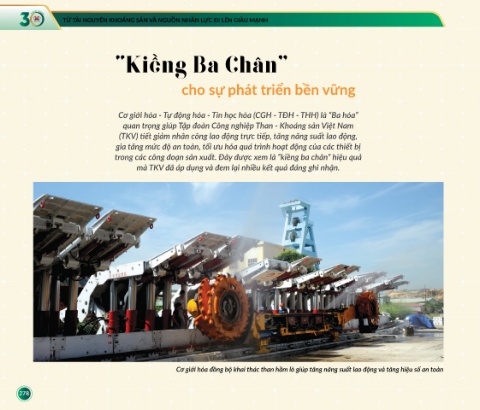 30
TỪ TÀI NGUYÊN KHOÁNG SẢN VÀ NGUỒN NHÂN LỰC ĐI LÊN GIÀU MẠNH
"Kiềng Ba Chân"
cho sự phát triển bền vững
Cơ giới hóa - Tự động hóa - Tin học hóa (CGH - TĐH - THH) là "Ba hóa"
quan trọng giúp Tập đoàn Công nghiệp Than - Khoáng sản Việt Nam
(TKV) tiết giảm nhân công lao động trực tiếp, tăng năng suất lao động,
gia tăng mức độ an toàn, tối ưu hóa quá trình hoạt động của các thiết bị
trong các công đoạn sản xuất. Đây được xem là "kiềng ba chân" hiệu quả
mà TKV đã áp dụng và đem lại nhiều kết quả đáng ghi nhận.
Cơ giới hóa đồng bộ khai thác than hầm lò giúp tăng năng suất lao động và tăng hiệu số an toàn
278